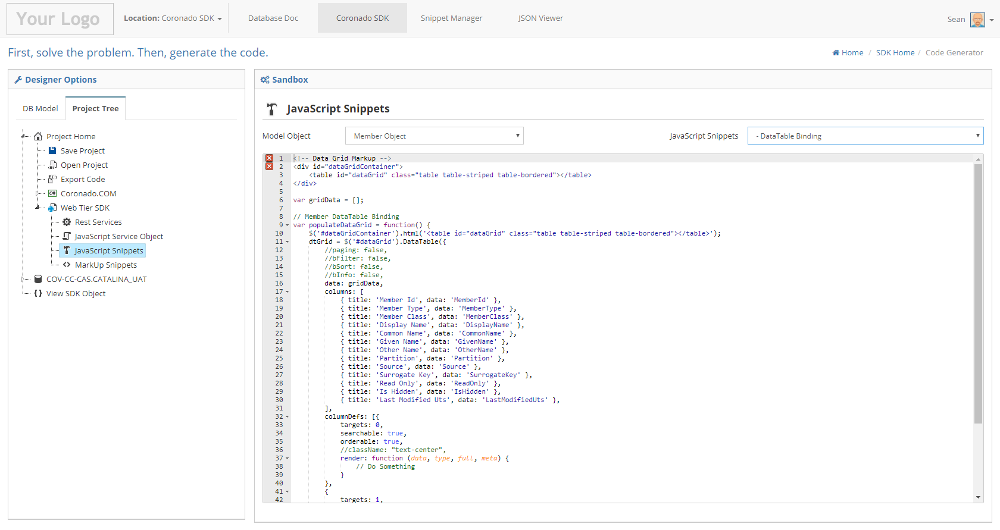 Your Logo
Location: Coronado SDK
Database Doc
Coronado SDK
Snippet Manager
JSON Viewer
Sean
First, solve the problem. Then, generate the code.
Home / SDK Home / Code Generator
Designer Options
DB Model
Project Tree
Project Home
Save Project
Open Project
Export Code
C# Coronado.COM
Web Tier SDK
Rest Services
JavaScript Service Object
JavaScript Snippets
<> MarkUp Snippets
COV-CC-CAS.CATALINA_UAT
{} View SDK Object
Sandbox
JavaScript Snippets
Model Object
Member Object
JavaScript Snippets
- DataTable Binding
1 <!-- Data Grid Markup -->
2 <div id="dataGridContainer">
3     <table id="dataGrid" class="table table-striped table-bordered"></table>
4 </div>
5
6 var gridData = [];
7
8 // Member DataTable Binding
9 var populateDataGrid = function() {
10     $('#dataGridContainer').html('<table id="dataGrid" class="table table-striped table-bordered"></table>');
11     dtGrid = $('#dataGrid').DataTable({
12         //paging: false,
13         //bFilter: false,
14         //bSort: false,
15         //bInfo: false,
16         data: gridData,
17         columns: [
18             { title: 'Member Id', data: 'MemberId' },
19             { title: 'Member Type', data: 'MemberType' },
20             { title: 'Member Class', data: 'MemberClass' },
21             { title: 'Display Name', data: 'DisplayName' },
22             { title: 'Common Name', data: 'CommonName' },
23             { title: 'Given Name', data: 'GivenName' },
24             { title: 'Other Name', data: 'OtherName' },
25             { title: 'Partition', data: 'Partition' },
26             { title: 'Source', data: 'Source' },
27             { title: 'Surrogate Key', data: 'SurrogateKey' },
28             { title: 'Read Only', data: 'ReadOnly' },
29             { title: 'Is Hidden', data: 'IsHidden' },
30             { title: 'Last Modified Uts', data: 'LastModifiedUts' },
31         ],
32         columnDefs: [{
33             targets: 0,
34             searchable: true,
35             orderable: true,
36             //className: "text-center",
37             render: function (data, type, full, meta) {
38                 // Do Something
39             }
40         },
41         {
42             targets: 1,